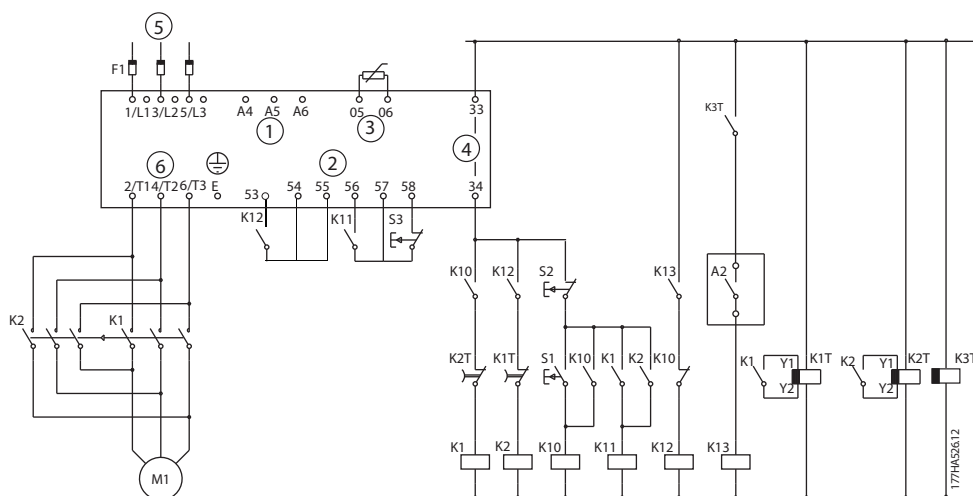 5
F1
K3T
1/L1 3/L2 5/L3 A4 A5 A6 05 06 33
1 3
4
6 2
2/T1 4/T2 6/T3 E 53 54 55 56 57 58 34
K12 K11 S3
K10 K12 S2 K13 A2
K2 K1
K2T K1T S1 K10 K1 K2 K10 K1 Y1 K1T K2 Y1 K2T K3T
Y2 Y2
K1 K2 K10 K11 K12 K13
M1
177HA526.12